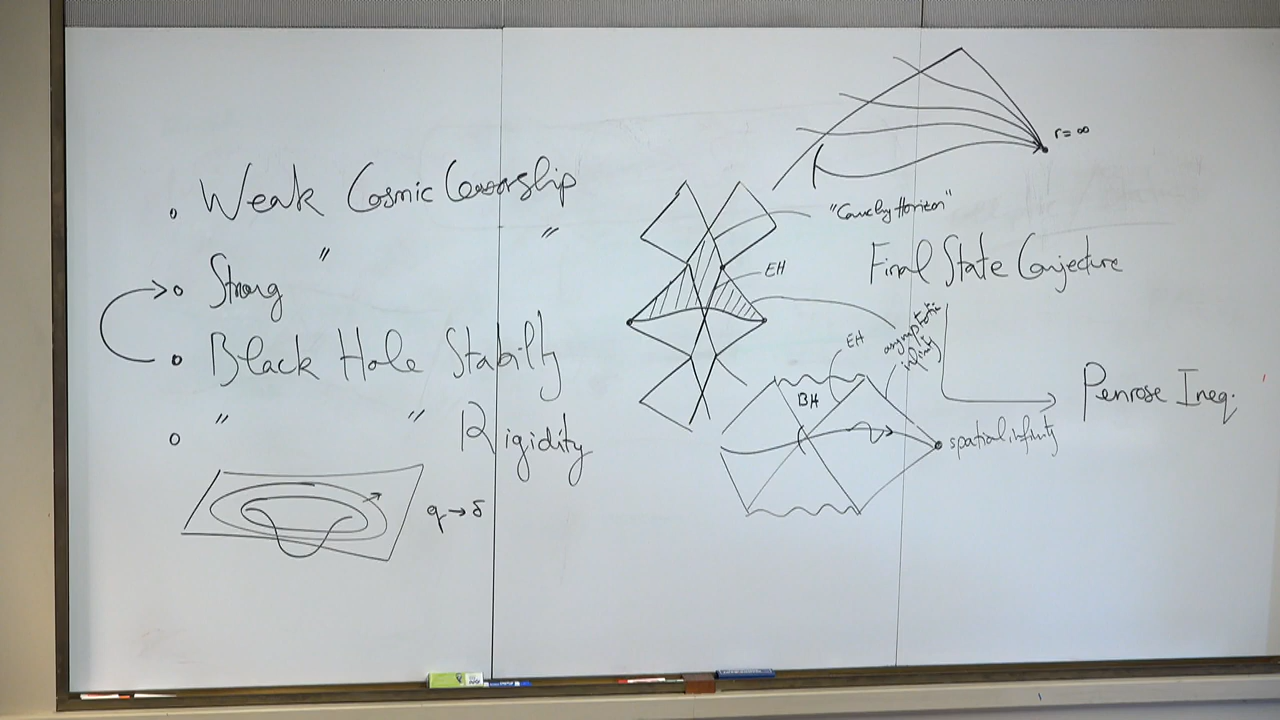 Weak Cosmic Censorship
Strong " "
Black Hole Stability
" " Rigidity
q → δ
r = ∞
"Cauchy Horizon"
EH
Final State Conjecture
asymptotic
infinity
EH
BH
Penrose Ineq.
spatial infinity